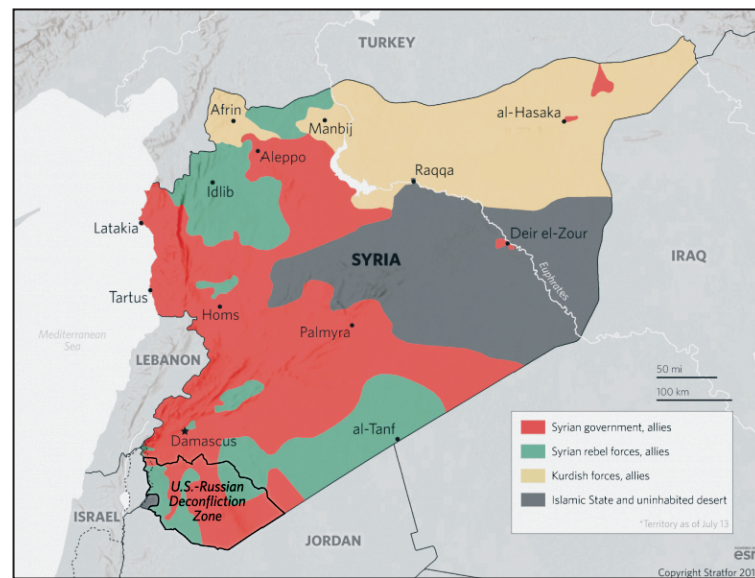 TURKEY
Afrin
Manbij
al-Hasaka
Aleppo
Raqqa
Idlib
Latakia
Deir el-Zour
SYRIA
IRAQ
Euphrates
Tartus
Homs
Mediterranean
Sea
Palmyra
LEBANON
50 mi
100 km
al-Tanf
Damascus
Syrian government, allies
Syrian rebel forces, allies
Kurdish forces, allies
Islamic State and uninhabited desert
*Territory as of July 13
U.S.-Russian
Deconfliction
Zone
ISRAEL
JORDAN
Copyright Stratfor